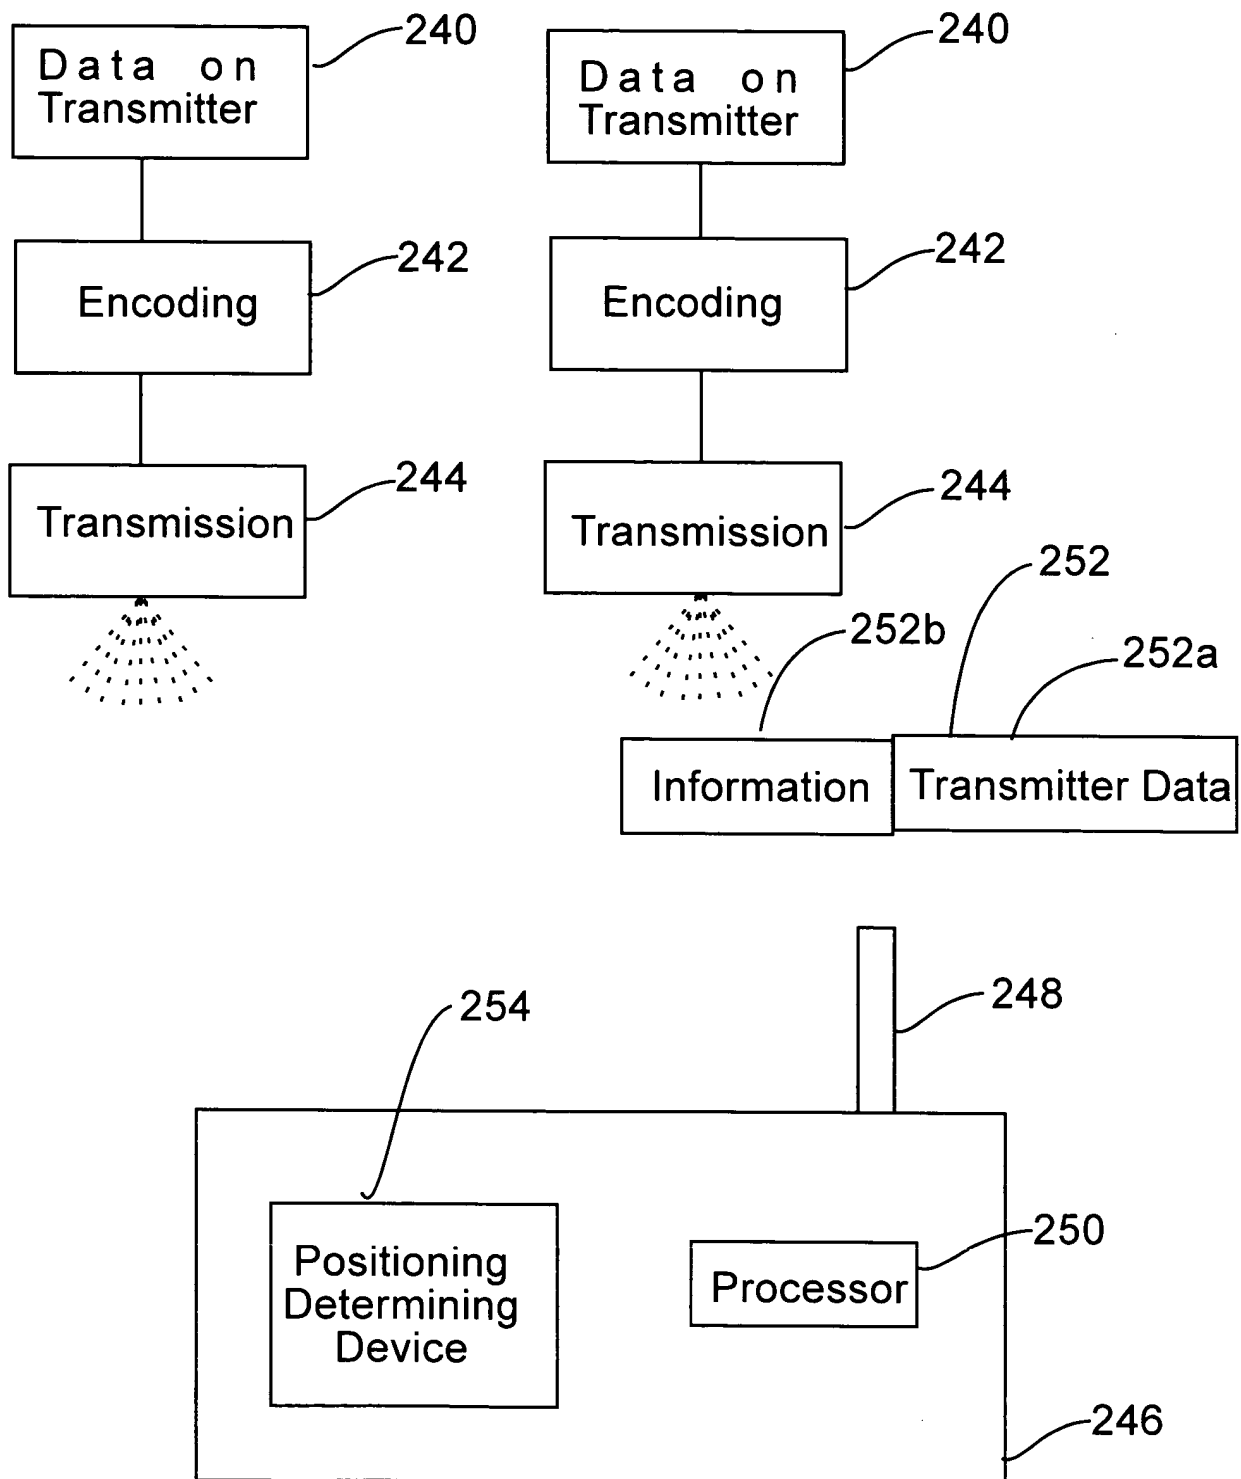 240
240
Data on
Transmitter
Data on
Transmitter
242
242
Encoding
Encoding
244
244
Transmission
Transmission
252
252b
252a
Information
Transmitter Data
248
254
250
Positioning
Determining
Device
Processor
246